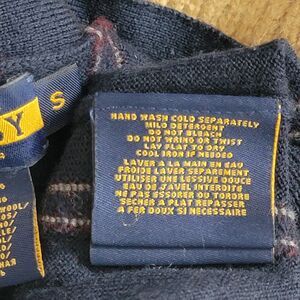 S
Y
HAND WASH COLD SEPARATELY
MILD DETERGENT
DO NOT BLEACH
DO NOT WRING OR TWIST
LAY FLAT TO DRY
COOL IRON IF NEEDED
LAVER A LA MAIN EN EAU
FROIDE LAVER SEPAREMENT
UTILISER UNE LESSIVE DOUCE
EAU DE JAVEL INTERDITE
NE PAS ESSORER OU TORDRE
SECHER A PLAT REPASSER
A FER DOUX SI NECESSAIRE
WOOL/